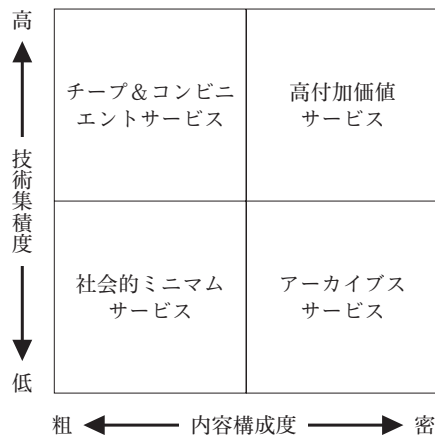 高
チープ＆コンビニ
エントサービス
高付加価値
サービス
技術集積度
社会的ミニマム
サービス
アーカイブス
サービス
低
粗
内容構成度
密